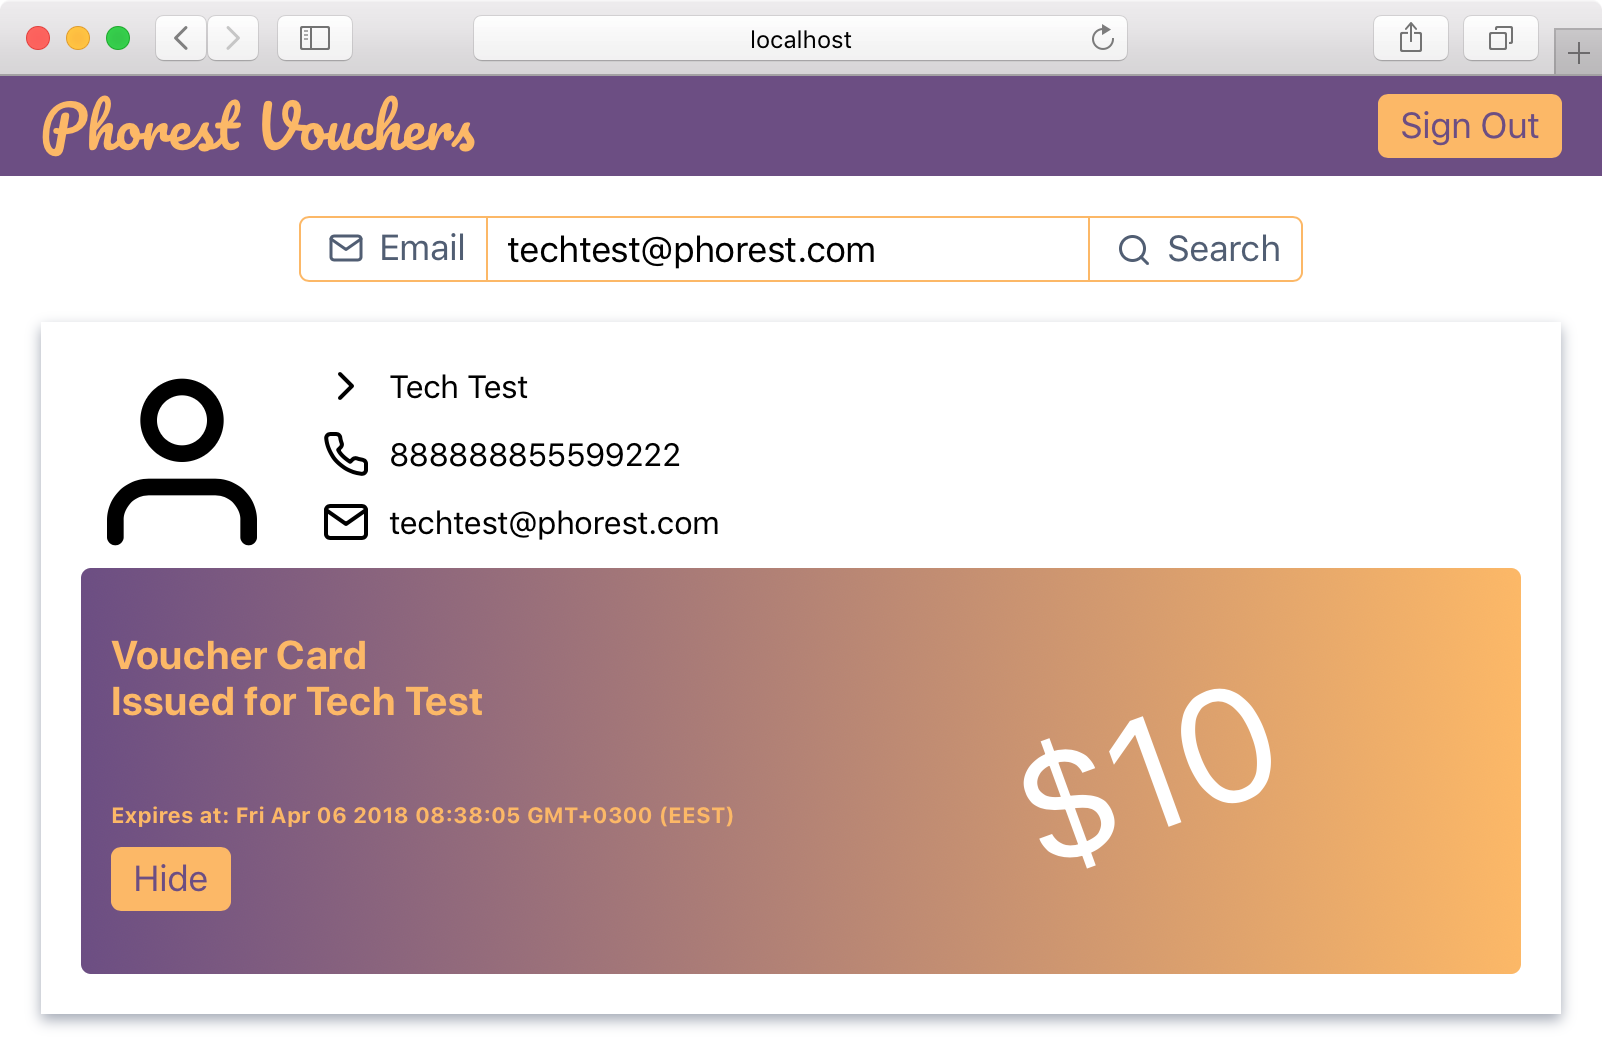 localhost
Phorest Vouchers
Sign Out
Email
techtest@phorest.com
Search
Tech Test
888888855599222
techtest@phorest.com
Voucher Card
Issued for Tech Test
$10
Expires at: Fri Apr 06 2018 08:38:05 GMT+0300 (EEST)
Hide